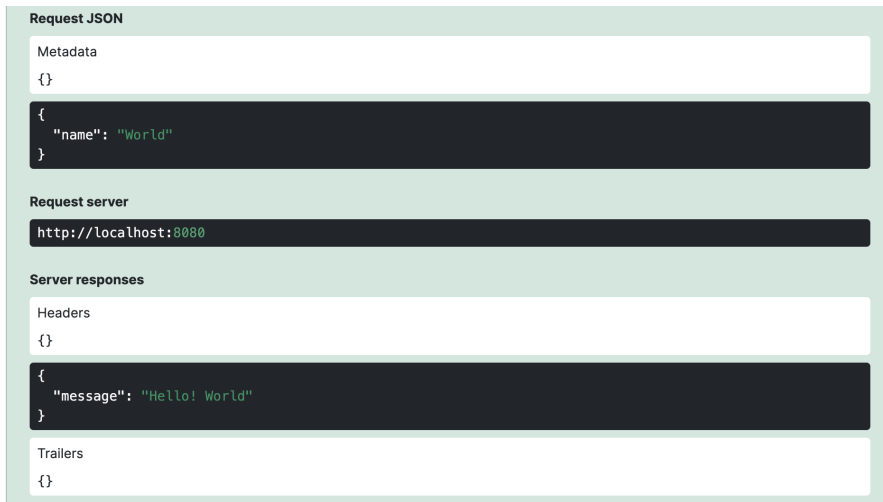 Request JSON
Metadata
{}
{
  "name": "World"
}
Request server
http://localhost:8080
Server responses
Headers
{}
{
  "message": "Hello! World"
}
Trailers
{}